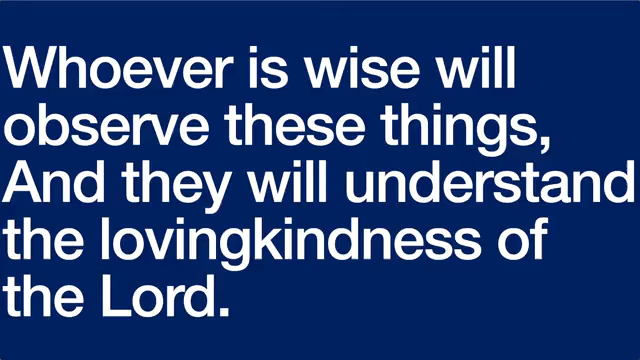 Whoever is wise will
observe these things,
And they will understand
the lovingkindness of
the Lord.